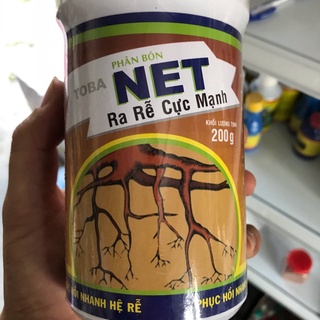 PHÂN BÓN
TOBA NET
Ra Rễ Cực Mạnh
KHỐI LƯỢNG TỊNH:
200g
NHANH HỆ RỄ
PHỤC HỒI NHANH